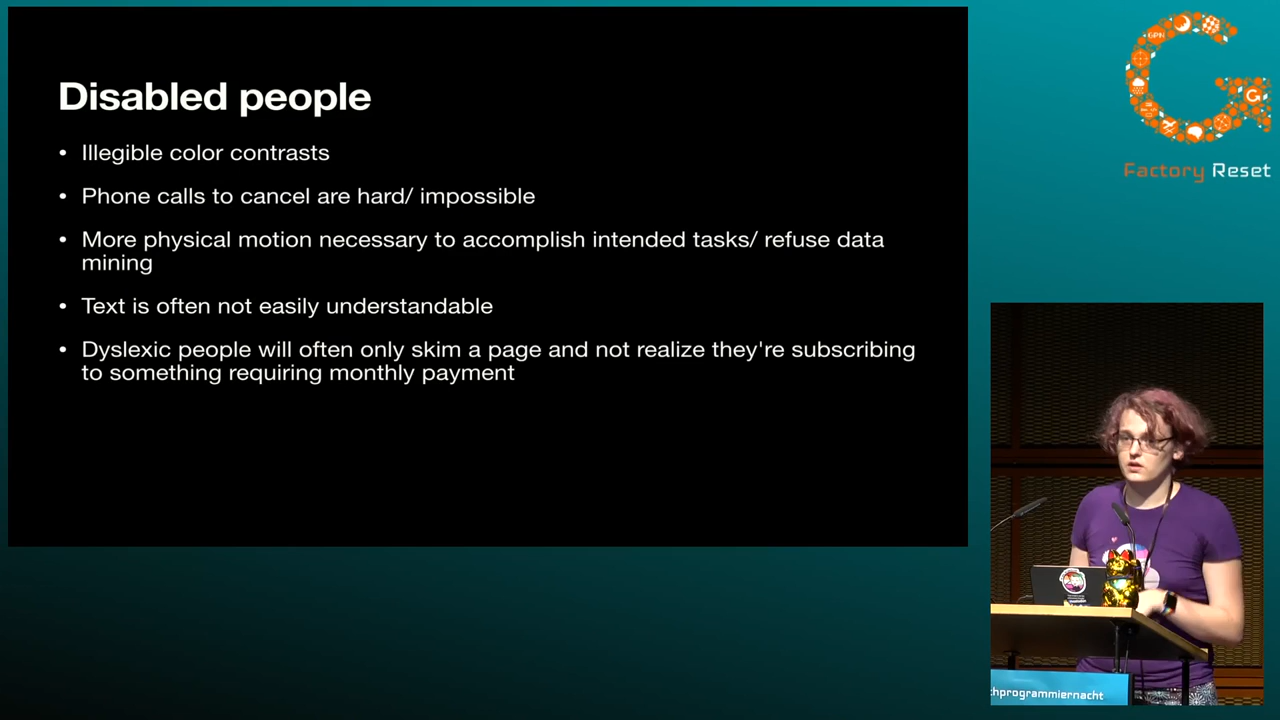 Disabled people
• Illegible color contrasts
• Phone calls to cancel are hard/ impossible
• More physical motion necessary to accomplish intended tasks/ refuse data
mining
• Text is often not easily understandable
• Dyslexic people will often only skim a page and not realize they're subscribing
to something requiring monthly payment
GPN
Factory Reset
thprogrammiernacht